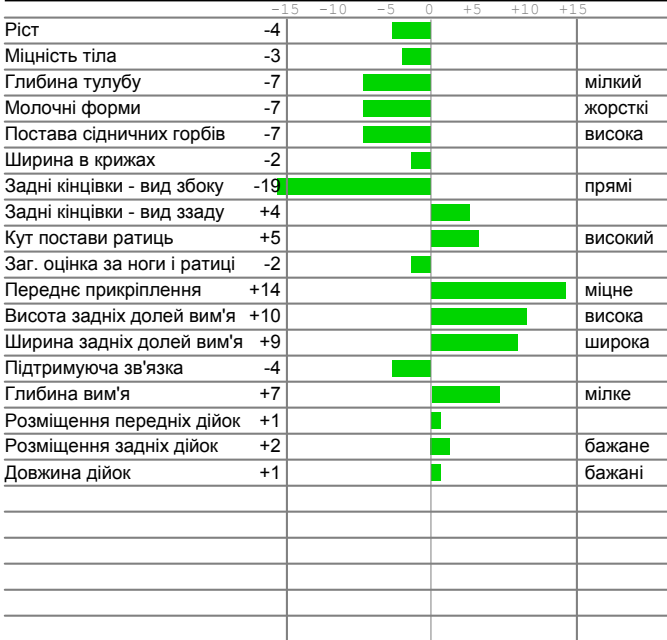 -15 -10 -5 0 +5 +10 +15
Ріст -4
Міцність тіла -3
Глибина тулубу -7 мілкий
Молочні форми -7 жорсткі
Постава сідничних горбів -7 висока
Ширина в крижах -2
Задні кінцівки - вид збоку -19 прямі
Задні кінцівки - вид ззаду +4
Кут постави ратиць +5 високий
Заг. оцінка за ноги і ратиці -2
Переднє прикріплення +14 міцне
Висота задніх долей вим'я +10 висока
Ширина задніх долей вим'я +9 широка
Підтримуюча зв'язка -4
Глибина вим'я +7 мілке
Розміщення передніх дійок +1
Розміщення задніх дійок +2 бажане
Довжина дійок +1 бажані